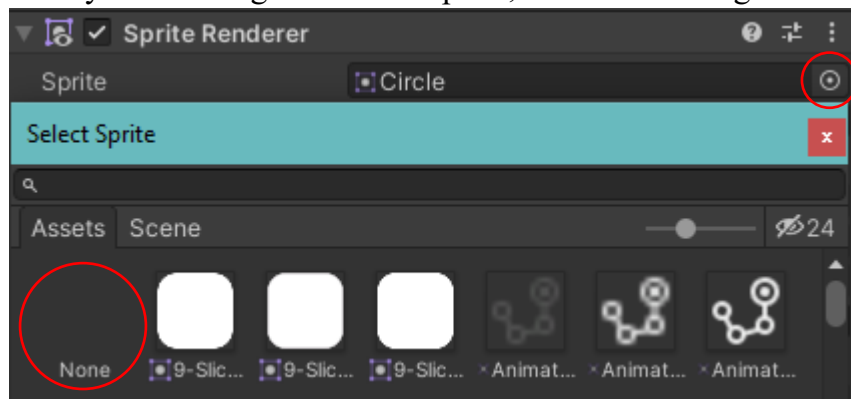 Sprite Renderer
Sprite Circle
Select Sprite
x
Assets Scene 24
None 9-Slic... 9-Slic... 9-Slic... Animat... Animat... Animat...